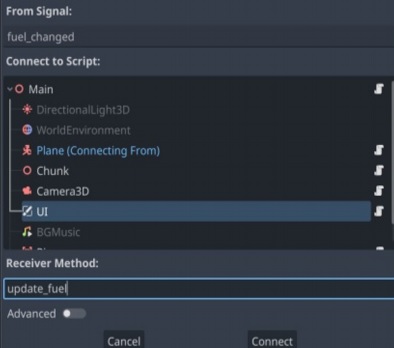 From Signal:
fuel_changed
Connect to Script:
Main
DirectionalLight3D
WorldEnvironment
Plane (Connecting From)
Chunk
Camera3D
UI
BGMusic
Receiver Method:
update_fuel
Advanced
Cancel Connect